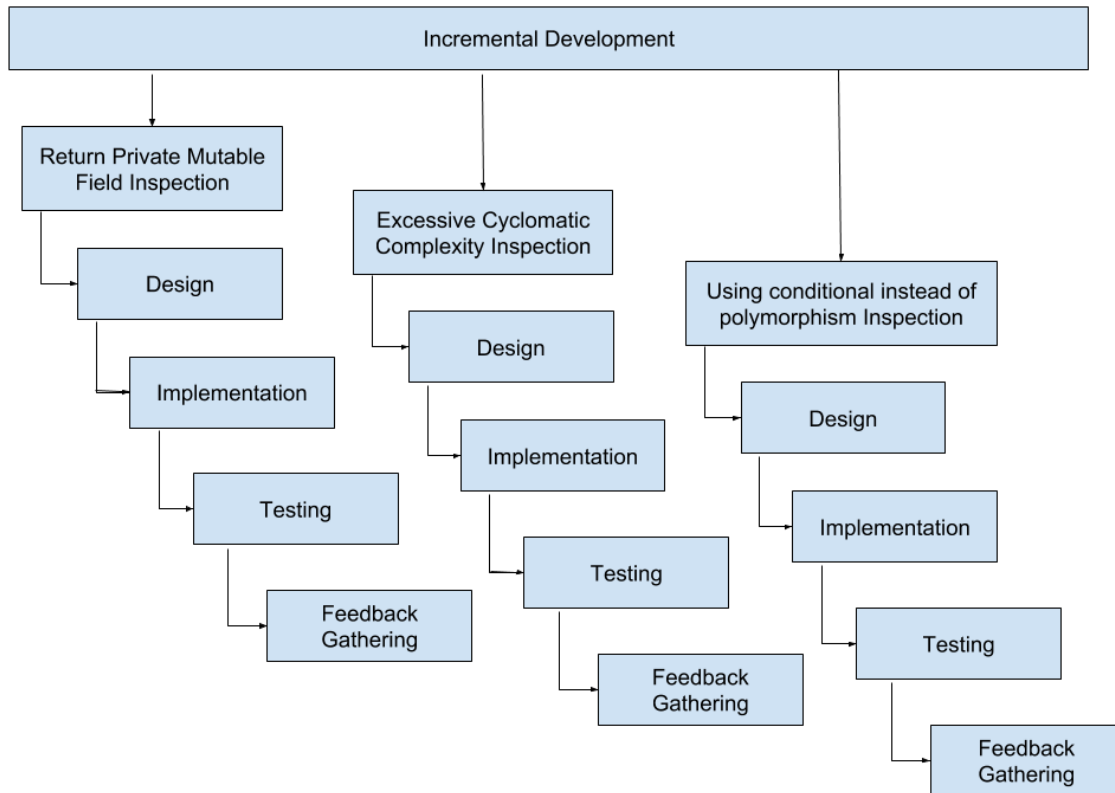 Incremental Development
Return Private Mutable
Field Inspection
Design
Implementation
Testing
Feedback
Gathering
Excessive Cyclomatic
Complexity Inspection
Design
Implementation
Testing
Feedback
Gathering
Using conditional instead of
polymorphism Inspection
Design
Implementation
Testing
Feedback
Gathering